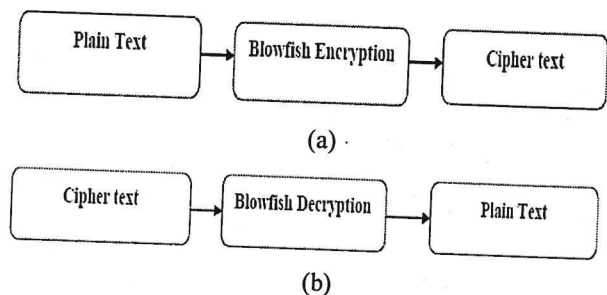 Plain Text
Blowfish Encryption
Cipher text
(a)
Cipher text
Blowfish Decryption
Plain Text
(b)